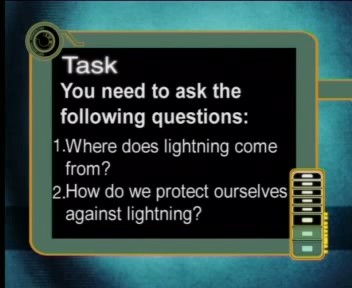 Task
You need to ask the
following questions:
1.Where does lightning come
from?
2.How do we protect ourselves
against lightning?